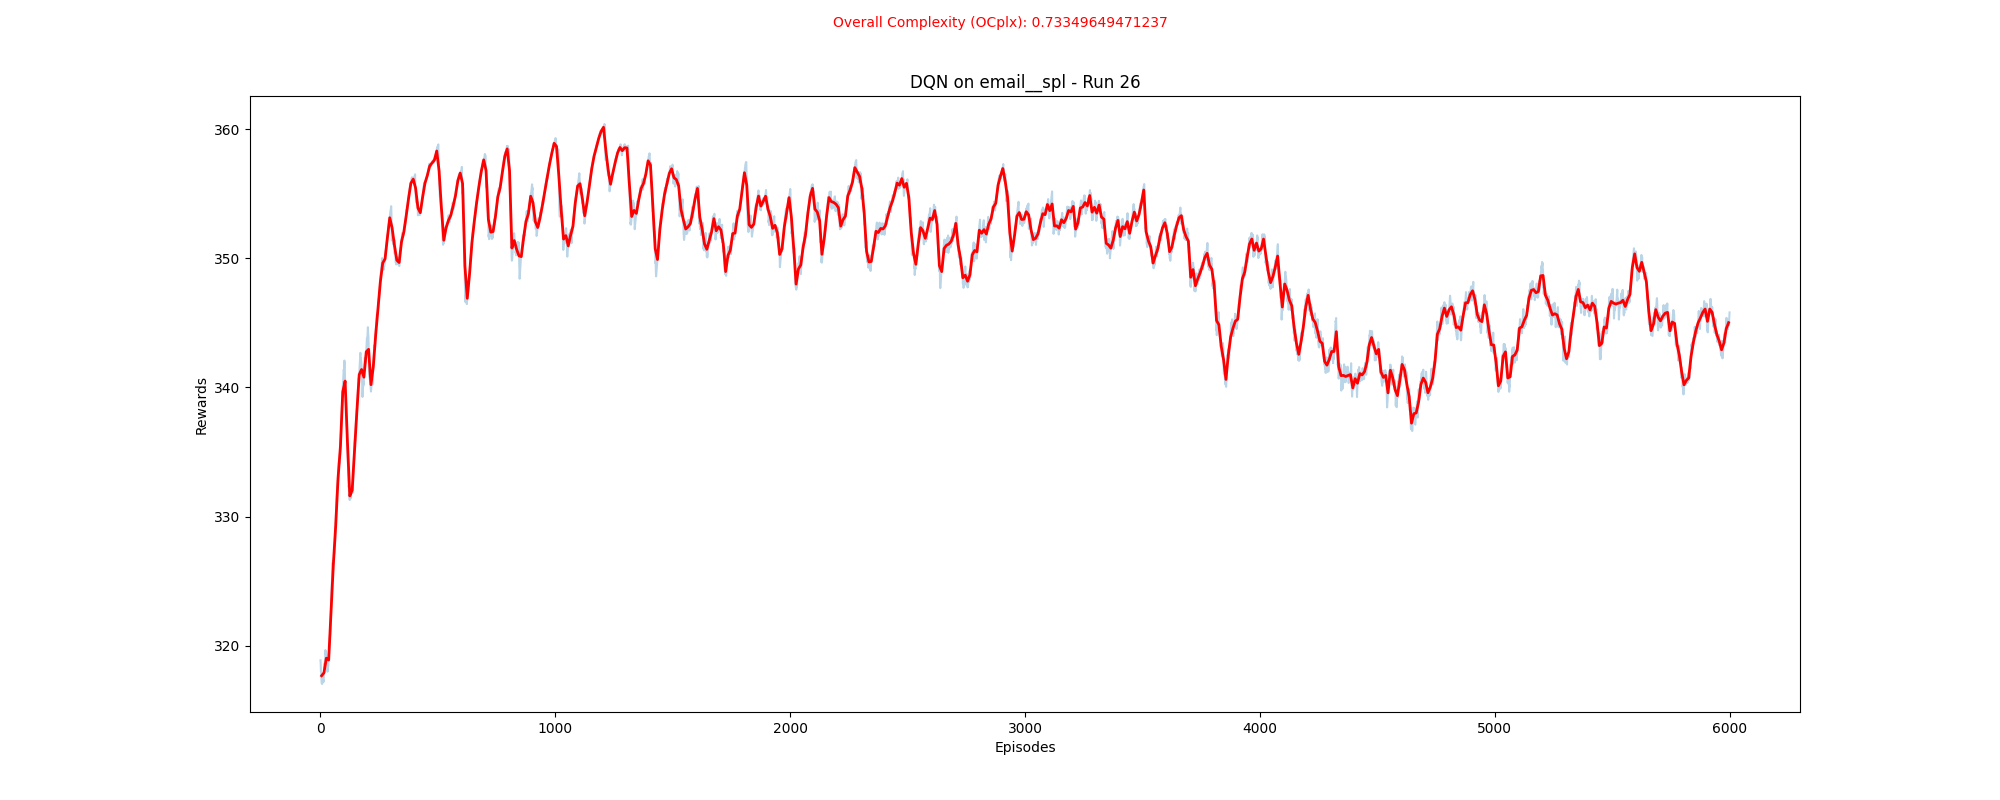 Overall Complexity (OCplx): 0.73349649471237
DQN on email__spl - Run 26
360
350
340
330
320
Rewards
0 1000 2000 3000 4000 5000 6000
Episodes